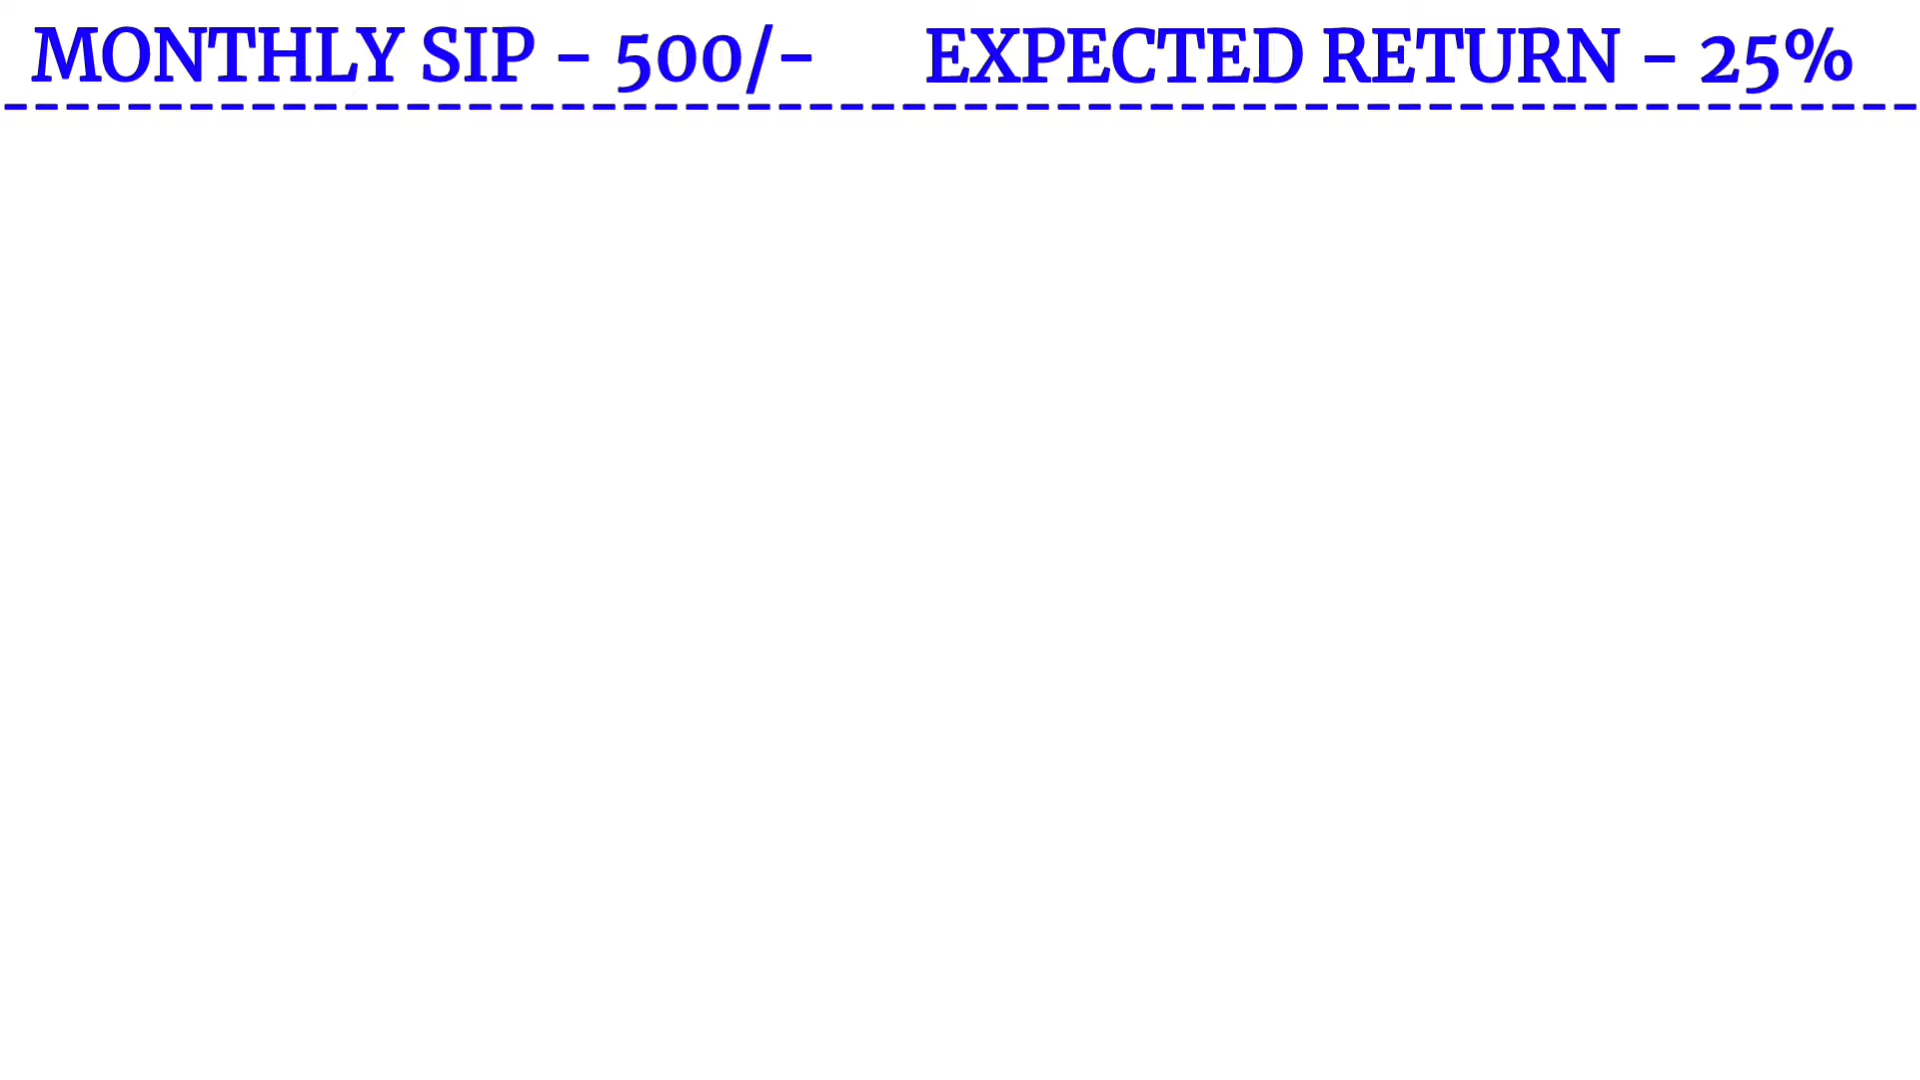 MONTHLY SIP - 500/- EXPECTED RETURN - 25%